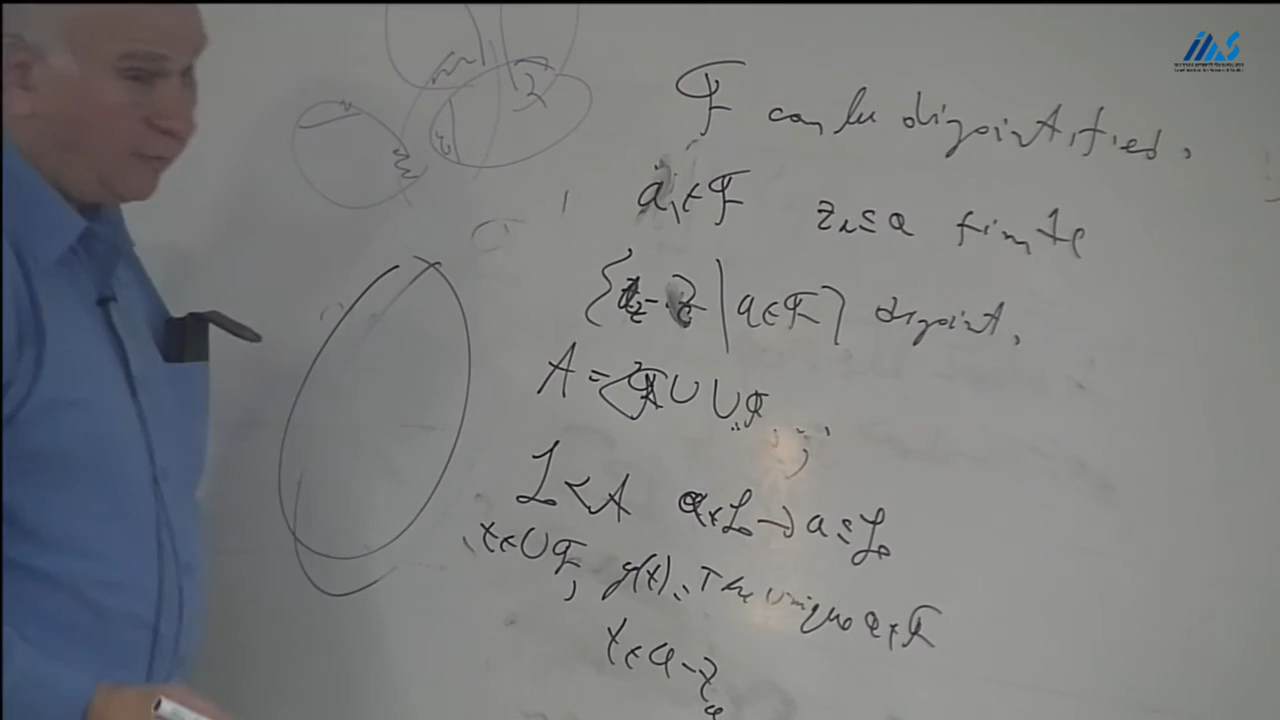 F can be disjointified.
a ∈ F z_a ⊆ a finite
{a - z_a | a ∈ F} disjoint.
A = F ∪ ∪F
L < A a ∈ L → a ⊆ L
x ∈ ∪F, g(x) = The unique a ∈ F
x ∈ a - z_a